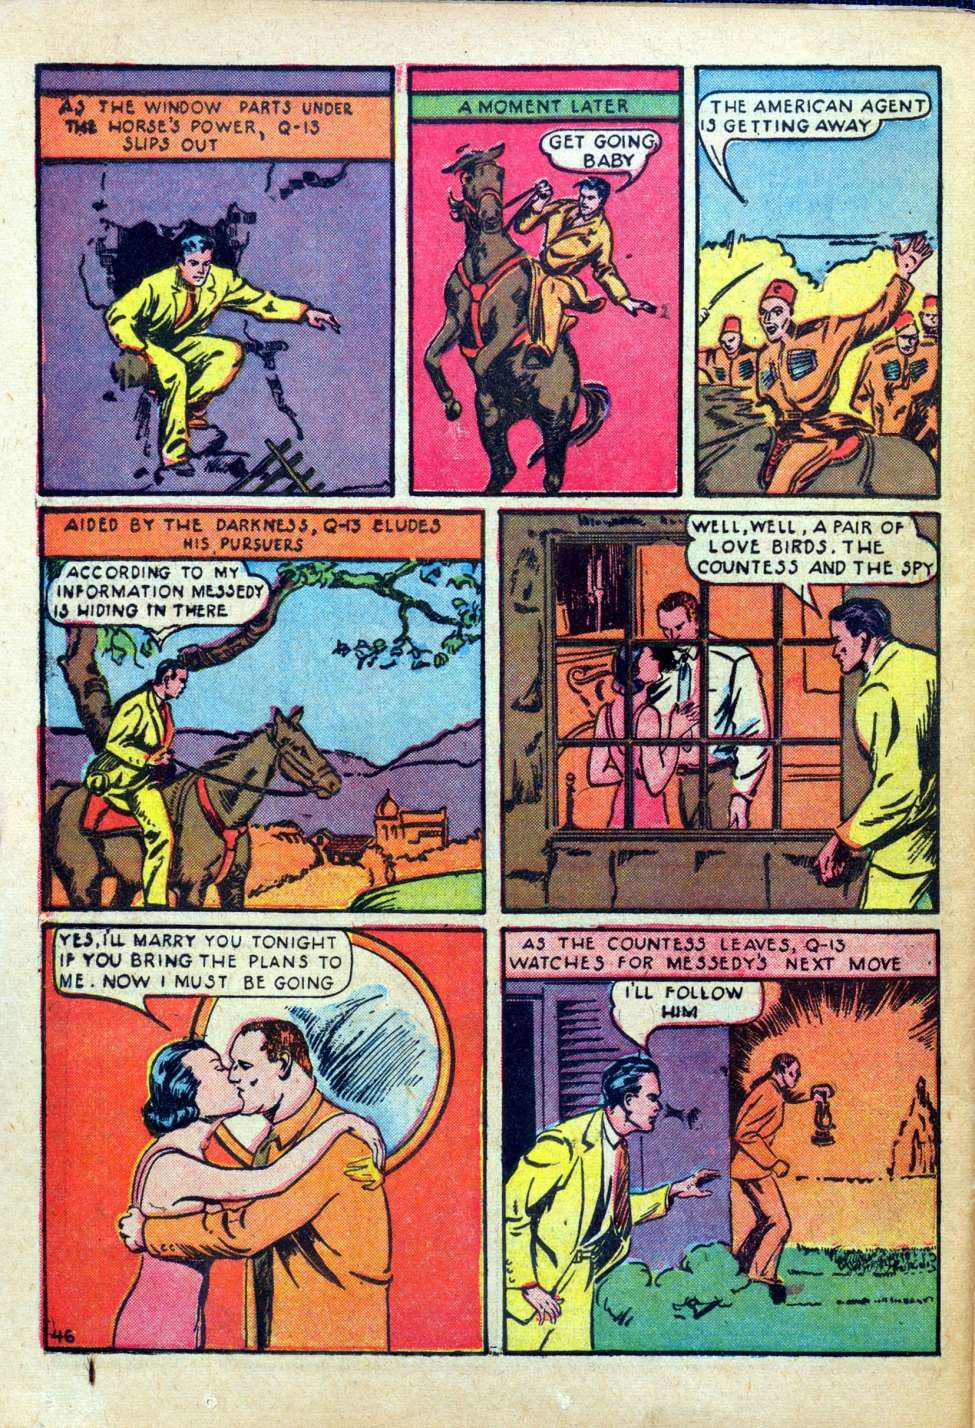 AS THE WINDOW PARTS UNDER
THE HORSE'S POWER, Q-13
SLIPS OUT
A MOMENT LATER
GET GOING
BABY
THE AMERICAN AGENT
IS GETTING AWAY
AIDED BY THE DARKNESS, Q-13 ELUDES
HIS PURSUERS
ACCORDING TO MY
INFORMATION MESSEDY
IS HIDING IN THERE
WELL, WELL, A PAIR OF
LOVE BIRDS. THE
COUNTESS AND THE SPY
YES, I'LL MARRY YOU TONIGHT
IF YOU BRING THE PLANS TO
ME. NOW I MUST BE GOING
AS THE COUNTESS LEAVES, Q-13
WATCHES FOR MESSEDY'S NEXT MOVE
I'LL FOLLOW
HIM
46